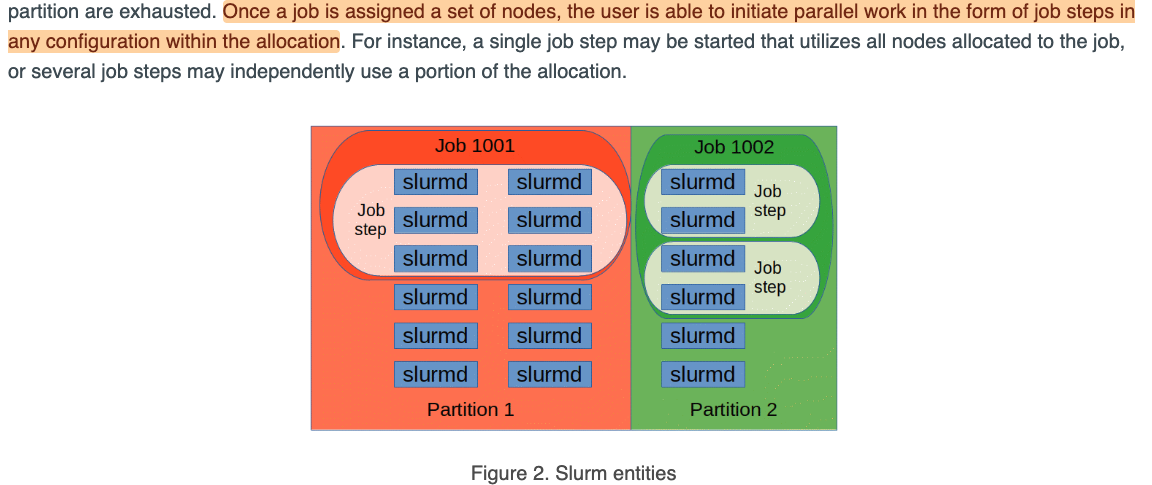 partition are exhausted. Once a job is assigned a set of nodes, the user is able to initiate parallel work in the form of job steps in
any configuration within the allocation. For instance, a single job step may be started that utilizes all nodes allocated to the job,
or several job steps may independently use a portion of the allocation.
Job 1001
slurmd slurmd
Job
step
slurmd slurmd
slurmd slurmd
slurmd slurmd
slurmd slurmd
slurmd slurmd
Partition 1
Job 1002
slurmd
slurmd
Job
step
slurmd
slurmd
Job
step
slurmd
slurmd
Partition 2
Figure 2. Slurm entities